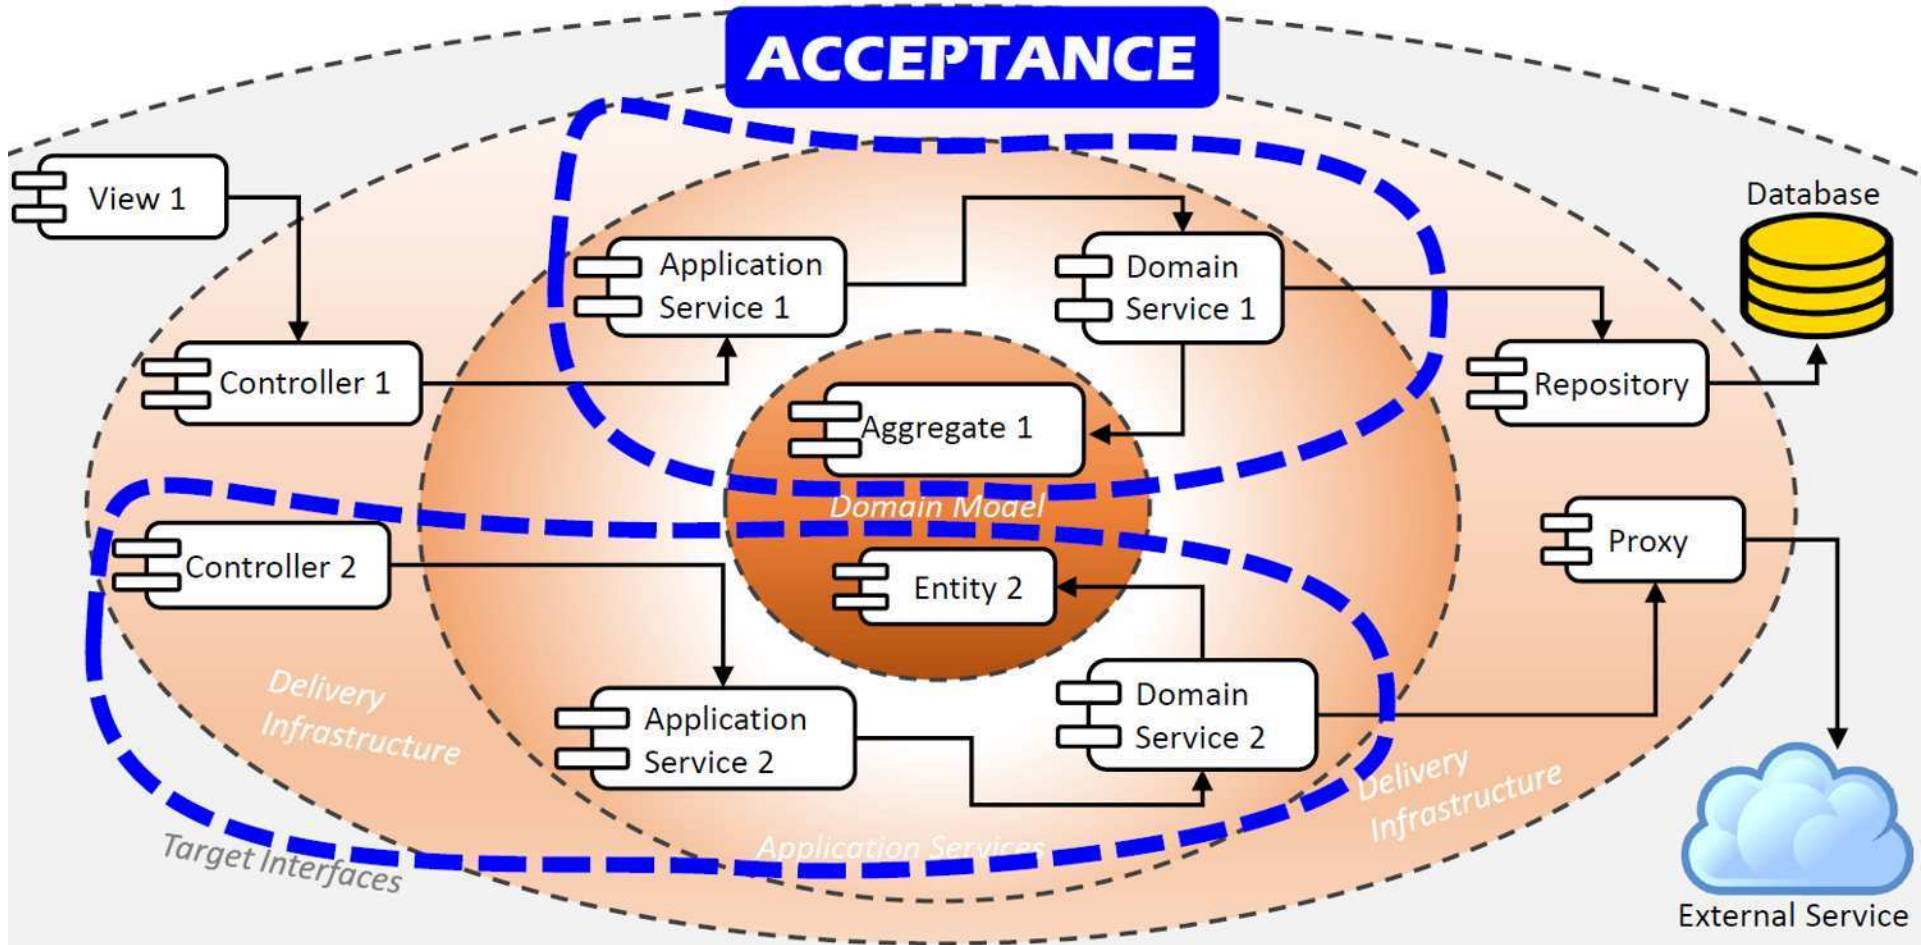 ACCEPTANCE
View 1
Database
Application
Service 1
Domain
Service 1
Controller 1
Aggregate 1
Repository
Domain Model
Controller 2
Entity 2
Proxy
Delivery
Infrastructure
Application
Service 2
Domain
Service 2
Delivery
Infrastructure
Target Interfaces
Application Services
External Service